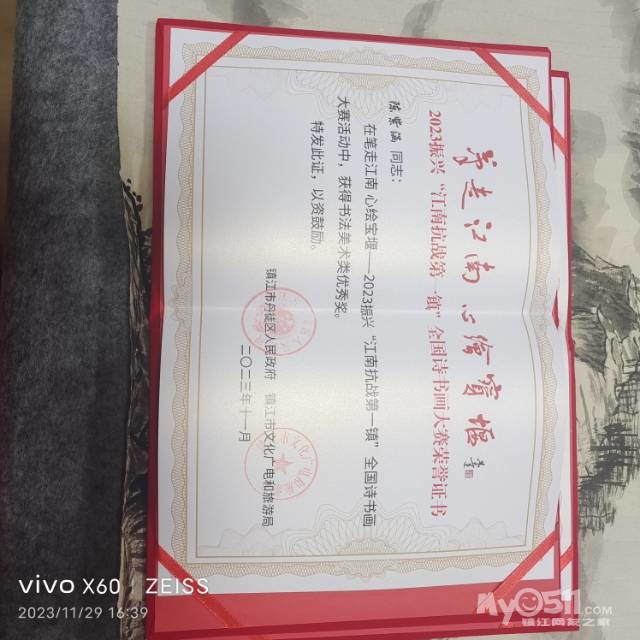 笔走江南 心绘宝堰
2023振兴“江南抗战第一镇”全国诗书画大赛荣誉证书
陈紫涵 同志：
在笔走江南 心绘宝堰——2023振兴“江南抗战第一镇”全国诗书画
大赛活动中，获得书法美术类优秀奖。
特发此证，以资鼓励。
镇江市丹徒区人民政府 镇江市文化广电和旅游局
二〇二三年十一月
vivo X60 | ZEISS
2023/11/29 16:39
My0511.com
镇江网友之家